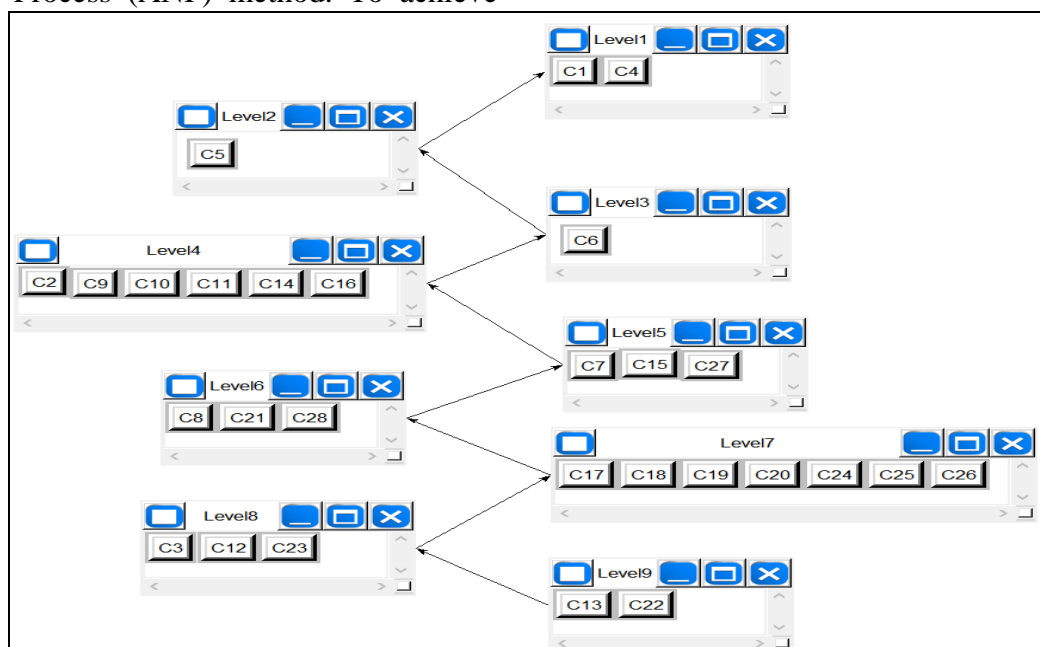 Process (ANP) method. To achieve
Level1
C1 C4
Level2
C5
Level3
C6
Level4
C2 C9 C10 C11 C14 C16
Level5
C7 C15 C27
Level6
C8 C21 C28
Level7
C17 C18 C19 C20 C24 C25 C26
Level8
C3 C12 C23
Level9
C13 C22